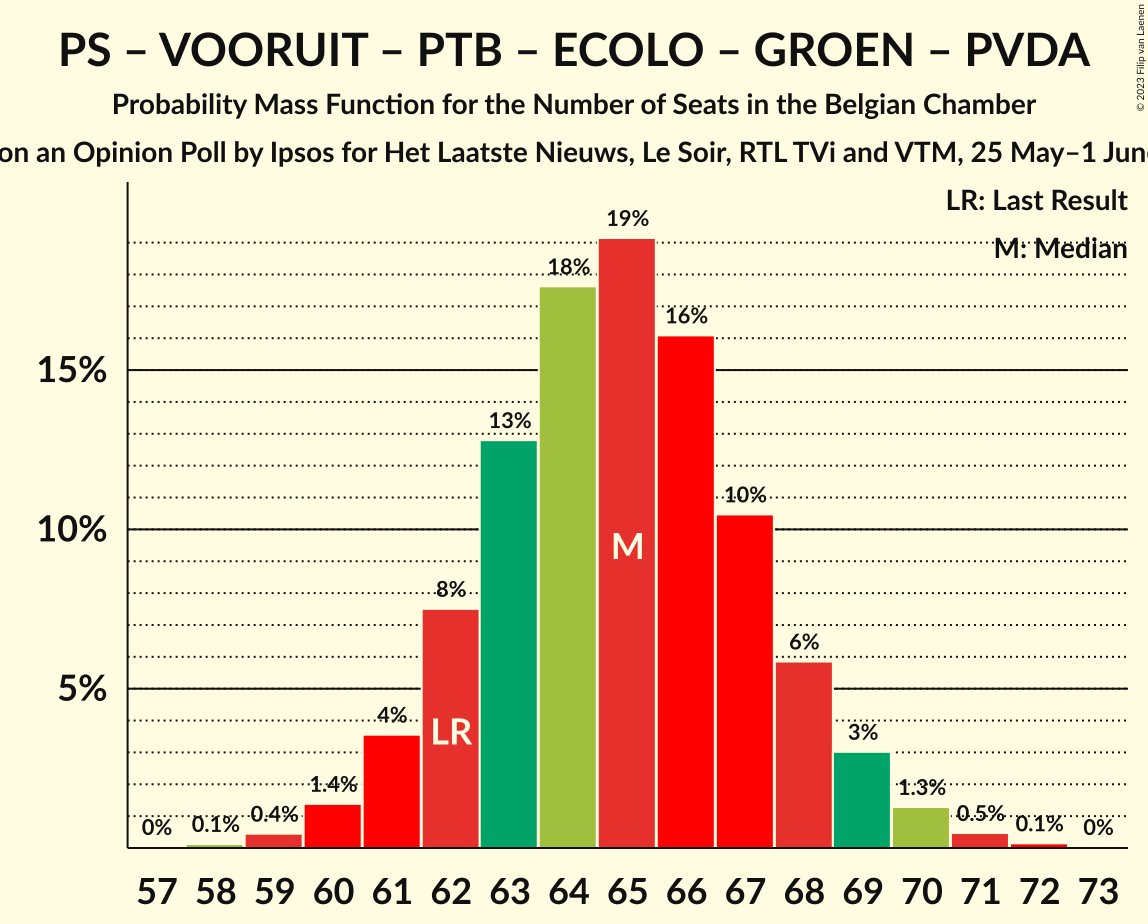 PS – VOORUIT – PTB – ECOLO – GROEN – PVDA
Probability Mass Function for the Number of Seats in the Belgian Chamber
on an Opinion Poll by Ipsos for Het Laatste Nieuws, Le Soir, RTL TVi and VTM, 25 May–1 Jun
© 2023 Filip van Laenen
LR: Last Result
M: Median
19%
18%
16%
15%
13%
10%
10%
M
8%
6%
5%
4%
LR
3%
1.4%
1.3%
0.4%
0.5%
0%
0.1%
0.1%
0%
57 58 59 60 61 62 63 64 65 66 67 68 69 70 71 72 73